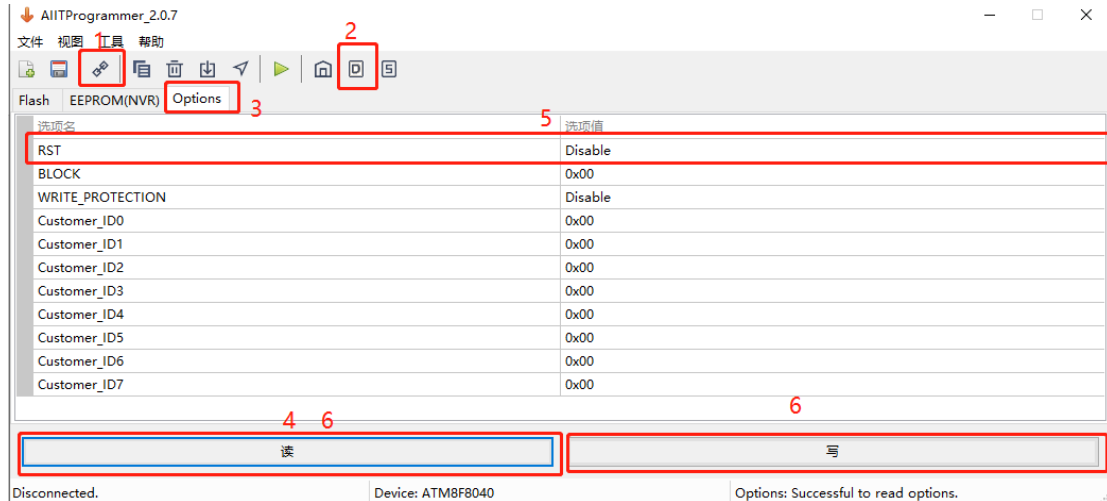 AIITProgrammer_2.0.7
文件 视图 工具 帮助
1
2
D S
Flash EEPROM(NVR) Options
3
5
选项名 选项值
RST Disable
BLOCK 0x00
WRITE_PROTECTION Disable
Customer_ID0 0x00
Customer_ID1 0x00
Customer_ID2 0x00
Customer_ID3 0x00
Customer_ID4 0x00
Customer_ID5 0x00
Customer_ID6 0x00
Customer_ID7 0x00
4 6 6
读 写
Disconnected. Device: ATM8F8040 Options: Successful to read options.